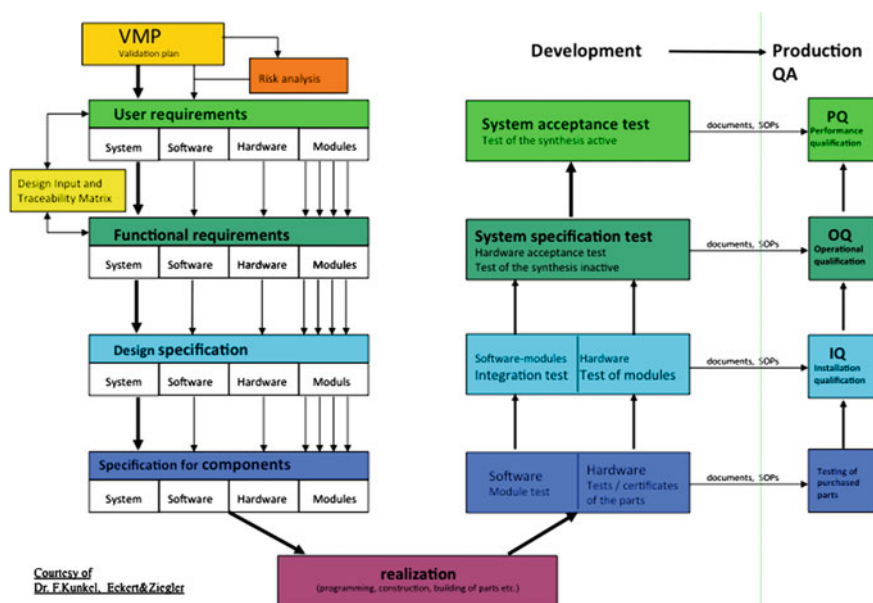 VMP
Validation plan
Risk analysis
User requirements
System Software Hardware Modules
Design Input and
Traceability Matrix
Functional requirements
System Software Hardware Modules
Design specification
System Software Hardware Moduls
Specification for components
System Software Hardware Modules
realization
(programming, construction, building of parts etc.)
Courtesy of
Dr. F.Kunkel, Eckert&Ziegler
Development
Production
QA
System acceptance test
Test of the synthesis active
documents, SOPs
PQ
Performance
qualification
System specification test
Hardware acceptance test
Test of the synthesis inactive
documents, SOPs
OQ
Operational
qualification
Software-modules
Integration test
Hardware
Test of modules
documents, SOPs
IQ
Installation
qualification
Software
Module test
Hardware
Tests / certificates
of the parts
documents, SOPs
Testing of
purchased
parts